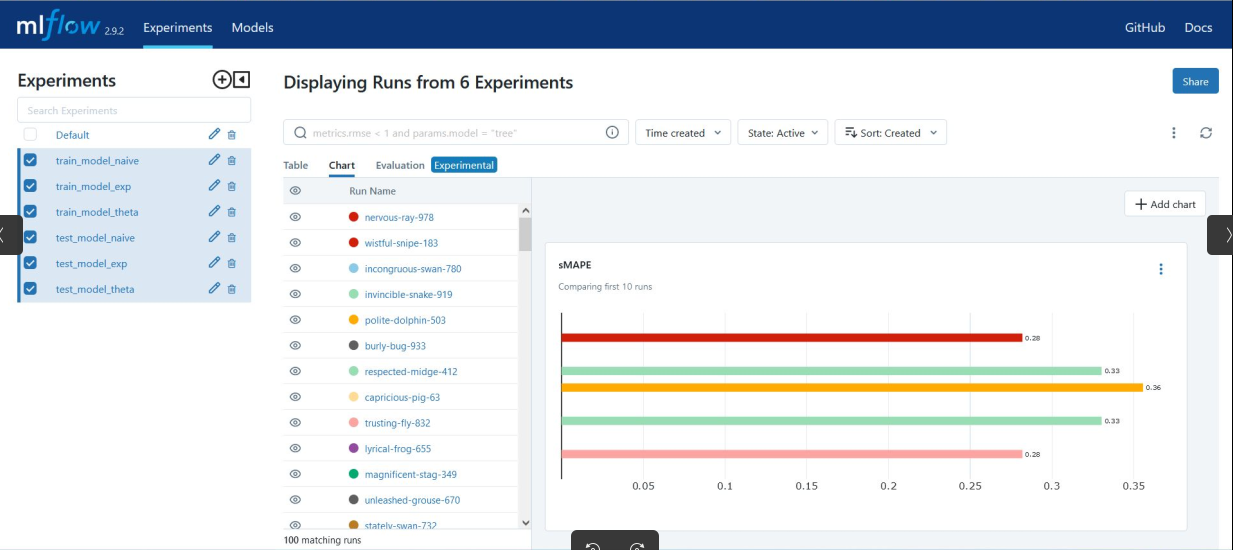 mlflow 2.9.2 Experiments Models GitHub Docs
Experiments
Search Experiments
Default
train_model_naive
train_model_exp
train_model_theta
test_model_naive
test_model_exp
test_model_theta
Displaying Runs from 6 Experiments
Share
metrics.rmse < 1 and params.model = "tree"
Time created
State: Active
Sort: Created
Table Chart Evaluation Experimental
Run Name
nervous-ray-978
wistful-snipe-183
incongruous-swan-780
invincible-snake-919
polite-dolphin-503
burly-bug-933
respected-midge-412
capricious-pig-63
trusting-fly-832
lyrical-frog-655
magnificent-stag-349
unleashed-grouse-670
stately-swan-732
100 matching runs
+ Add chart
sMAPE
Comparing first 10 runs
0.28
0.33
0.36
0.33
0.28
0.05 0.1 0.15 0.2 0.25 0.3 0.35